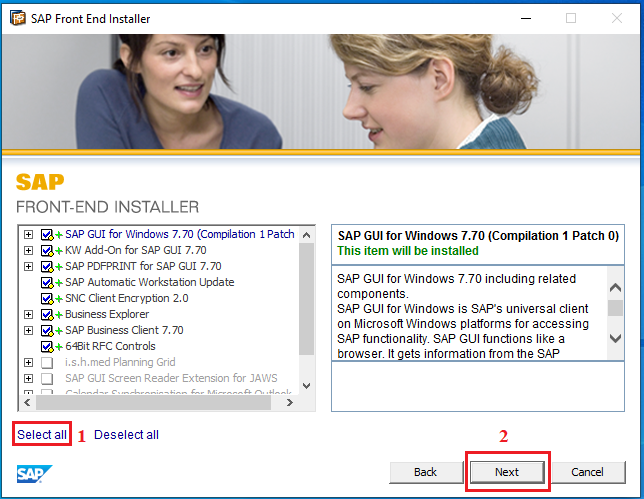 SAP Front End Installer
SAP
FRONT-END INSTALLER
SAP GUI for Windows 7.70 (Compilation 1 Patch
KW Add-On for SAP GUI 7.70
SAP PDFPRINT for SAP GUI 7.70
SAP Automatic Workstation Update
SNC Client Encryption 2.0
Business Explorer
SAP Business Client 7.70
64Bit RFC Controls
i.s.h.med Planning Grid
SAP GUI Screen Reader Extension for JAWS
Calendar Synchronisation for Microsoft Outlook
SAP GUI for Windows 7.70 (Compilation 1 Patch 0)
This item will be installed
SAP GUI for Windows 7.70 including related
components.
SAP GUI for Windows is SAP's universal client
on Microsoft Windows platforms for accessing
SAP functionality. SAP GUI functions like a
browser. It gets information from the SAP
Select all 1 Deselect all
2
SAP
Back Next Cancel